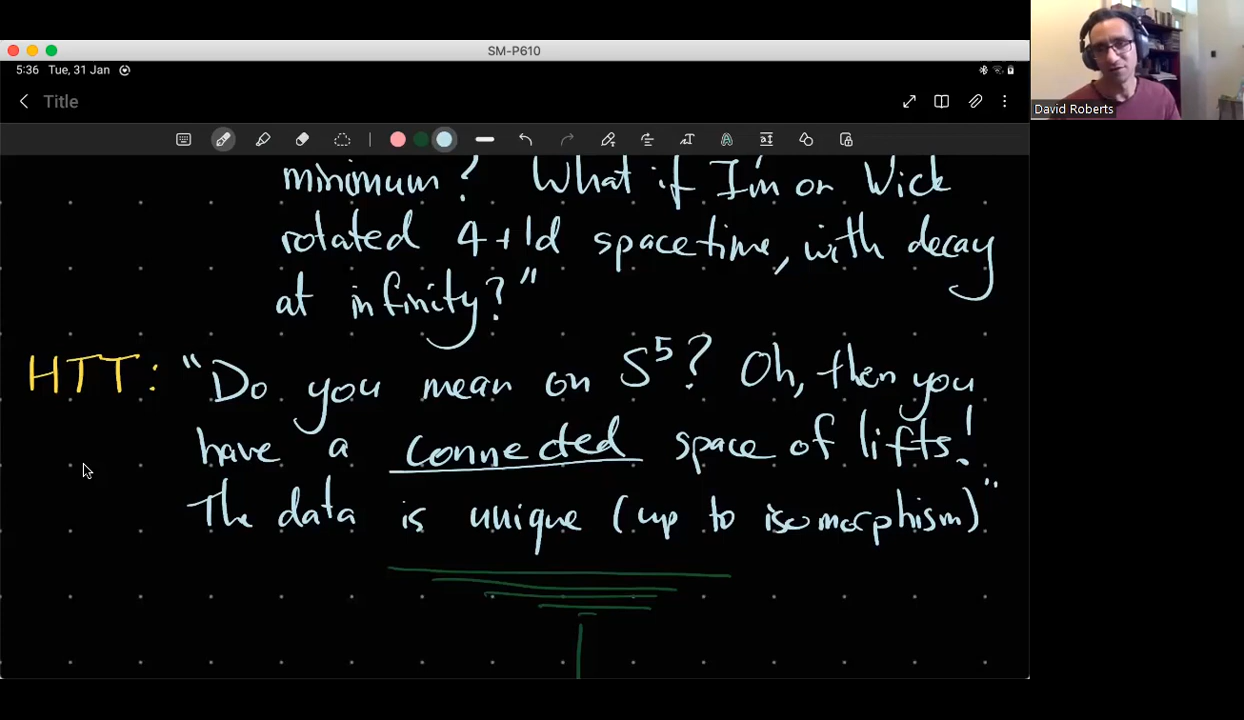 SM-P610
5:36 Tue, 31 Jan
Title
David Roberts
minimum? What if I'm on Wick
rotated 4+1d spacetime, with decay
at infinity?"
HTT: "Do you mean on S⁵? Oh, then you
have a connected space of lifts!
The data is unique (up to isomorphism)"